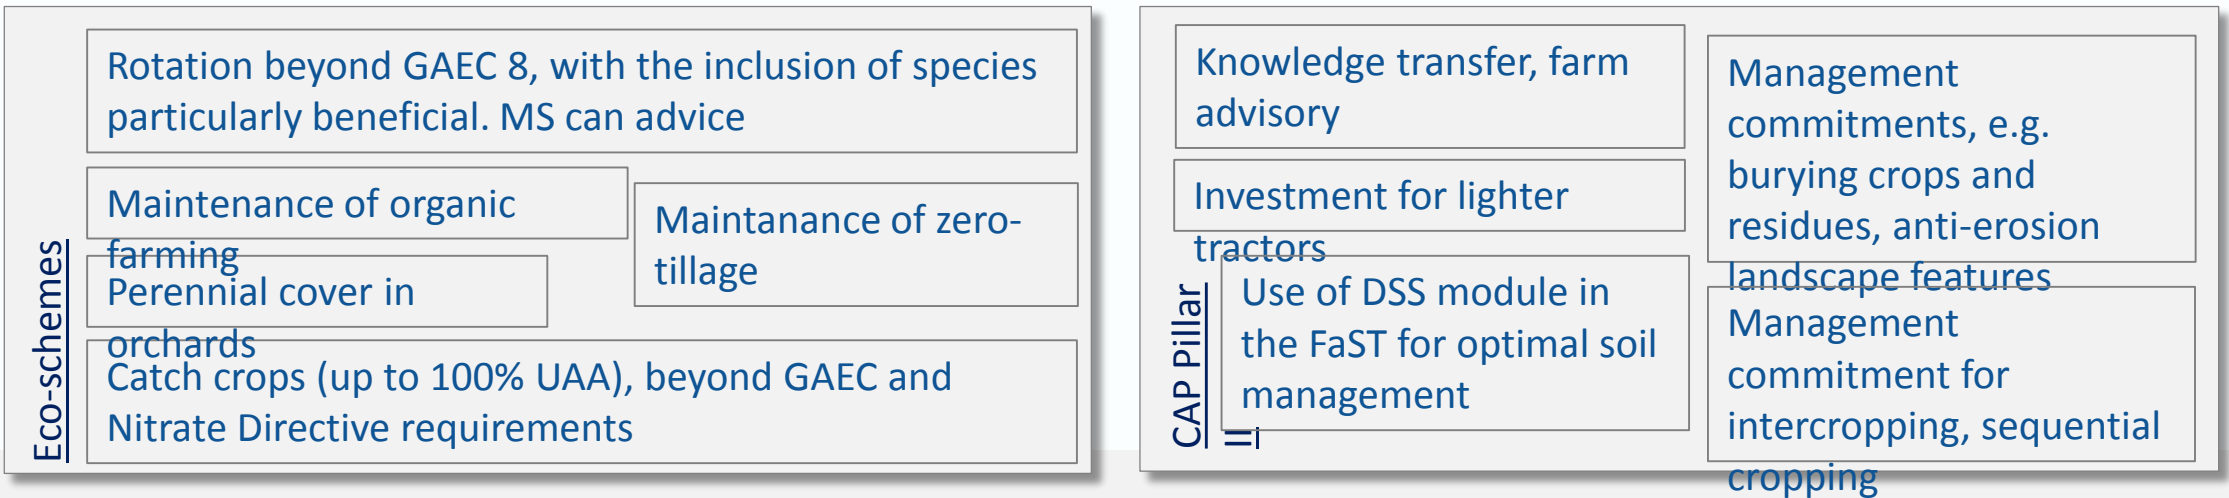 Eco-schemes
Rotation beyond GAEC 8, with the inclusion of species
particularly beneficial. MS can advice
Maintenance of organic
farming
Maintanance of zero-
tillage
Perennial cover in
orchards
Catch crops (up to 100% UAA), beyond GAEC and
Nitrate Directive requirements
CAP Pillar
II
Knowledge transfer, farm
advisory
Investment for lighter
tractors
Use of DSS module in
the FaST for optimal soil
management
Management
commitments, e.g.
burying crops and
residues, anti-erosion
landscape features
Management
commitment for
intercropping, sequential
cropping